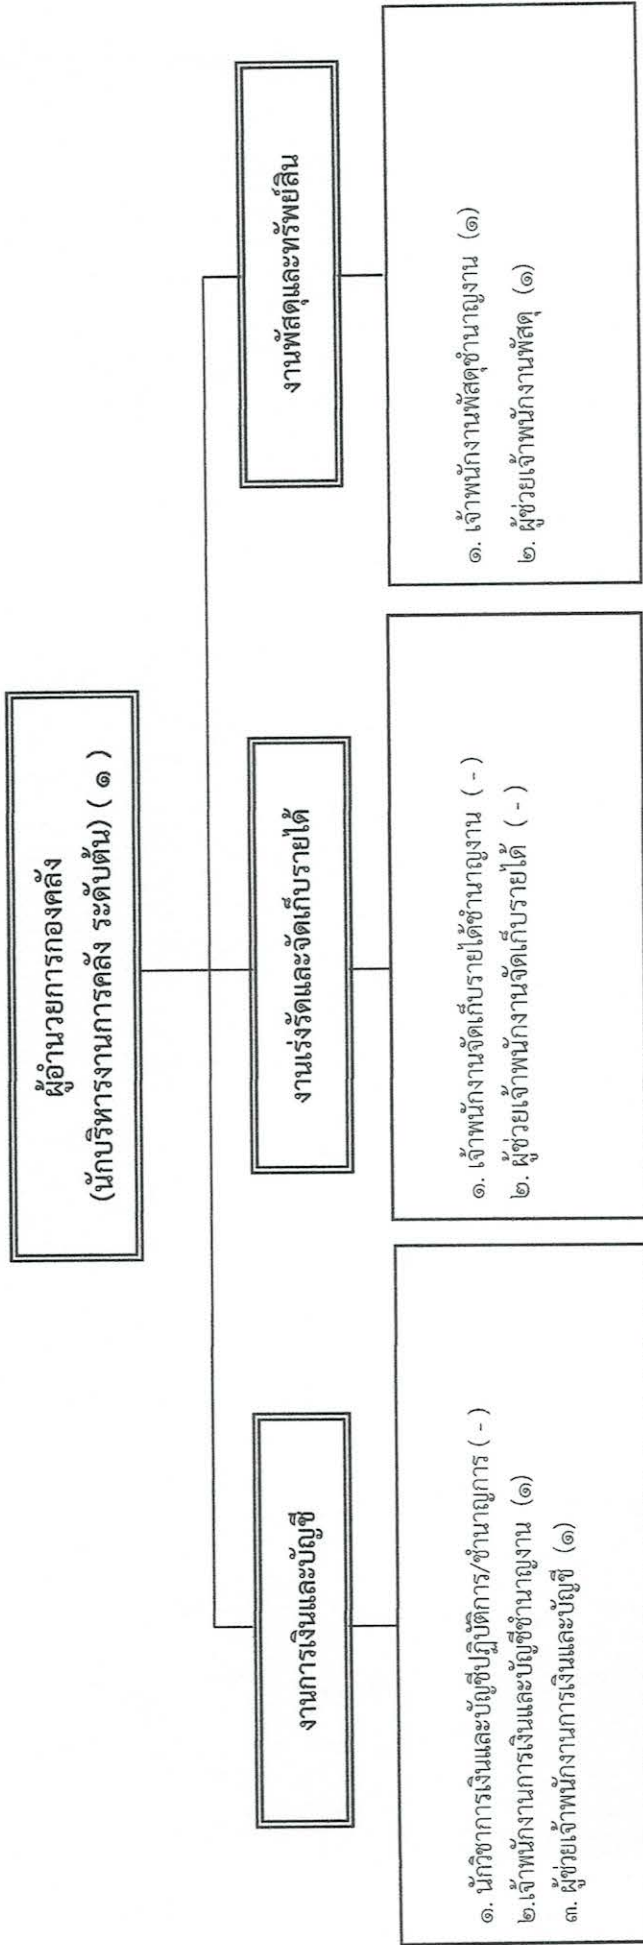 ผู้อำนวยการกองคลัง
(นักบริหารงานการคลัง ระดับต้น) ( ๑ )
งานการเงินและบัญชี
งานเร่งรัดและจัดเก็บรายได้
งานพัสดุและทรัพย์สิน
๑. นักวิชาการเงินและบัญชีปฏิบัติการ/ชำนาญการ ( - )
๒.เจ้าพนักงานการเงินและบัญชีชำนาญงาน (๑)
๓. ผู้ช่วยเจ้าพนักงานการเงินและบัญชี (๑)
๑. เจ้าพนักงานจัดเก็บรายได้ชำนาญงาน ( - )
๒. ผู้ช่วยเจ้าพนักงานจัดเก็บรายได้ ( - )
๑. เจ้าพนักงานพัสดุชำนาญงาน (๑)
๒. ผู้ช่วยเจ้าพนักงานพัสดุ (๑)